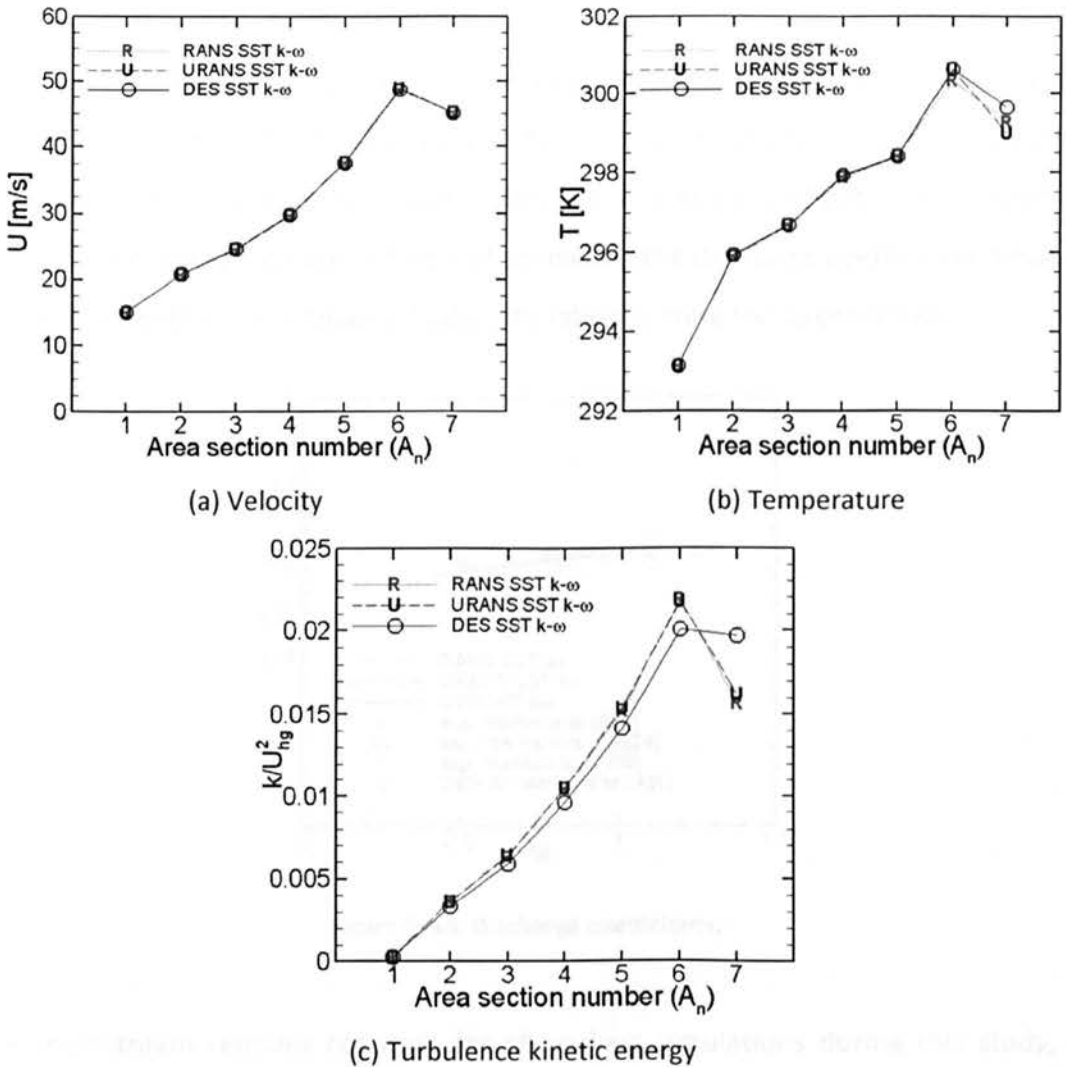 60
50
40
30
20
10
0
U [m/s]
R RANS SST k-ω
U URANS SST k-ω
DES SST k-ω
1 2 3 4 5 6 7
Area section number (Aₙ)
(a) Velocity
302
300
298
296
294
292
T [K]
R RANS SST k-ω
U URANS SST k-ω
DES SST k-ω
1 2 3 4 5 6 7
Area section number (Aₙ)
(b) Temperature
0.025
0.02
0.015
0.01
0.005
0
k/U²hg
R RANS SST k-ω
U URANS SST k-ω
DES SST k-ω
1 2 3 4 5 6 7
Area section number (Aₙ)
(c) Turbulence kinetic energy